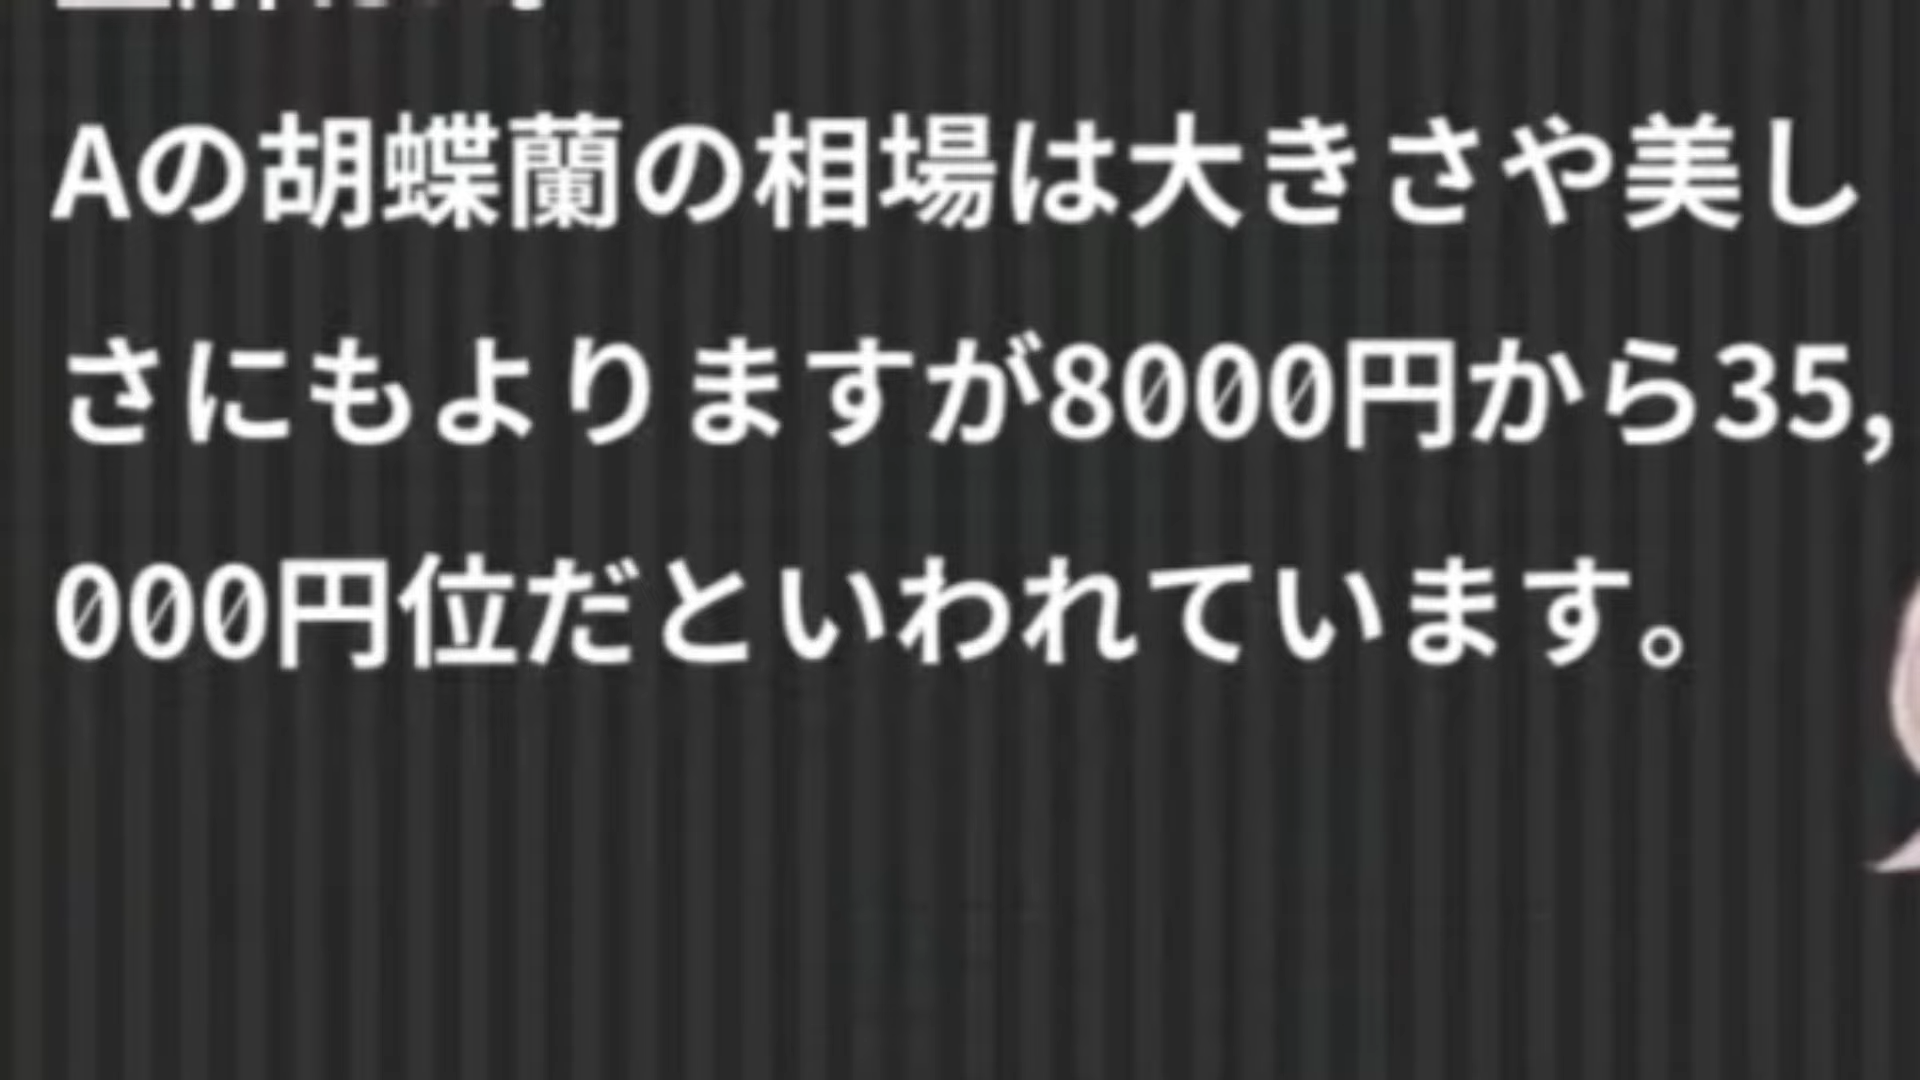 Aの胡蝶蘭の相場は大きさや美し
さにもよりますが8000円から35,
000円位だといわれています。